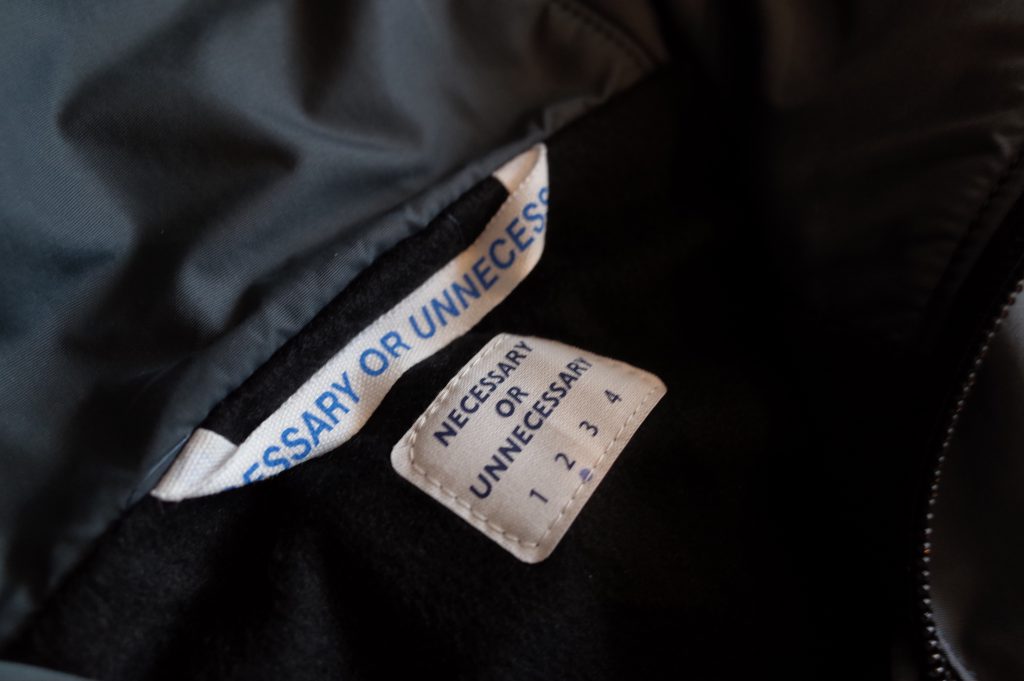 ESSARY OR UNNECESS
NECESSARY
OR
UNNECESSARY
1 2 3 4